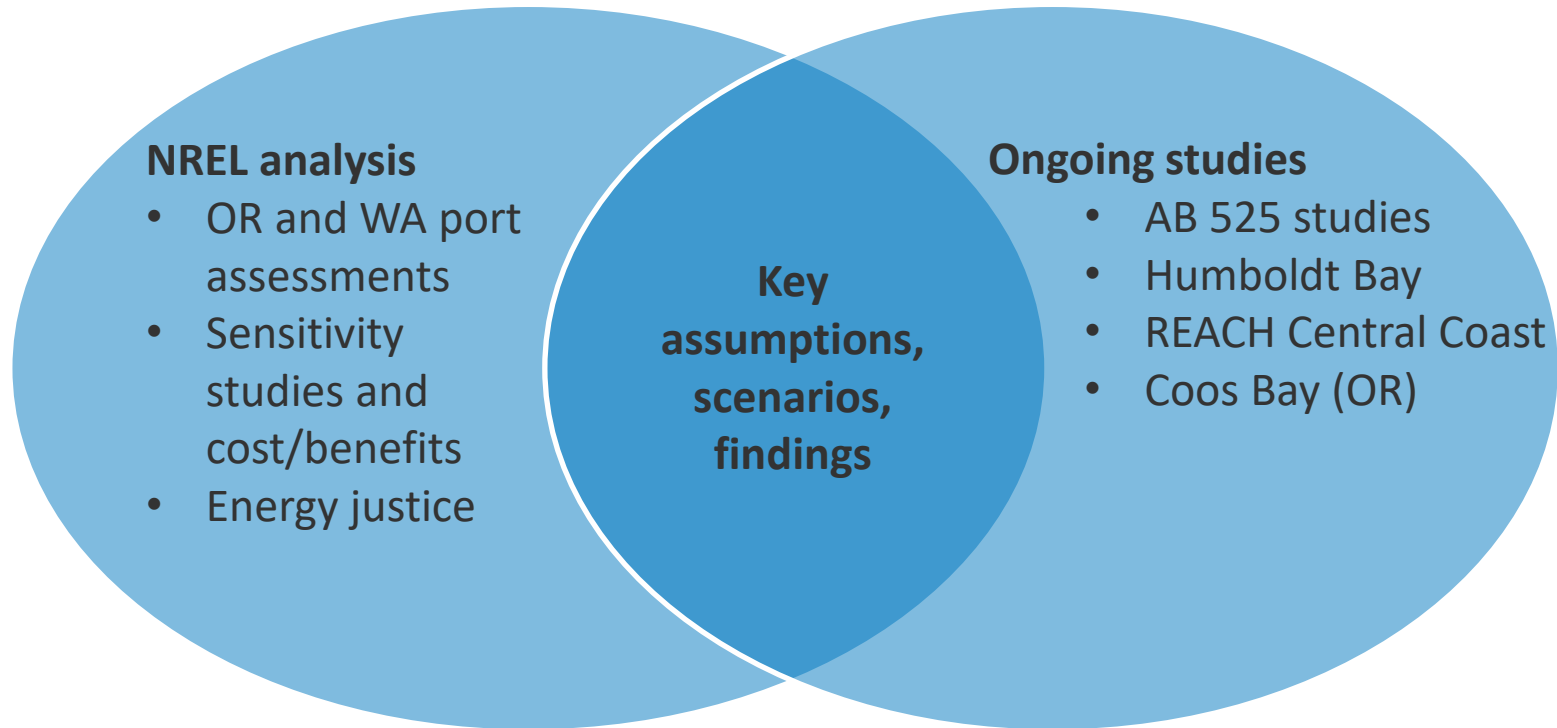 NREL analysis
• OR and WA port
assessments
• Sensitivity
studies and
cost/benefits
• Energy justice
Key
assumptions,
scenarios,
findings
Ongoing studies
• AB 525 studies
• Humboldt Bay
• REACH Central Coast
• Coos Bay (OR)